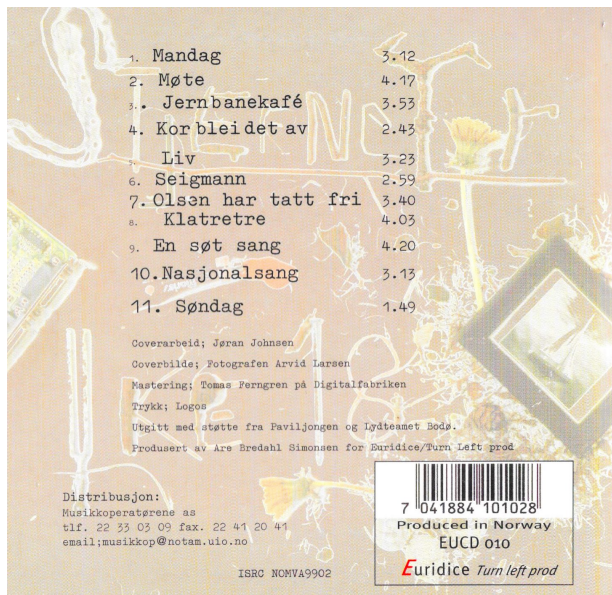 1. Mandag 3.12
2. Møte 4.17
3. . Jernbanekafé 3.53
4. Kor blei det av 2.43
5. Liv 3.23
6. Seigmann 2.59
7. Olsen har tatt fri 3.40
8. Klatretre 4.03
9. En søt sang 4.20
10. Nasjonalsang 3.13
11. Søndag 1.49
Coverarbeid; Jøran Johnsen
Coverbilde; Fotografen Arvid Larsen
Mastering; Tomas Ferngren på Digitalfabriken
Trykk; Logos
Utgitt med støtte fra Paviljongen og Lydteamet Bodø.
Produsert av Are Bredahl Simonsen for Euridice/Turn Left prod
Distribusjon:
Musikkoperatørene as
tlf. 22 33 03 09 fax. 22 41 20 41
email;musikkop@notam.uio.no
ISRC NOMVA9902
7 041884 101028
Produced in Norway
EUCD 010
Euridice Turn left prod